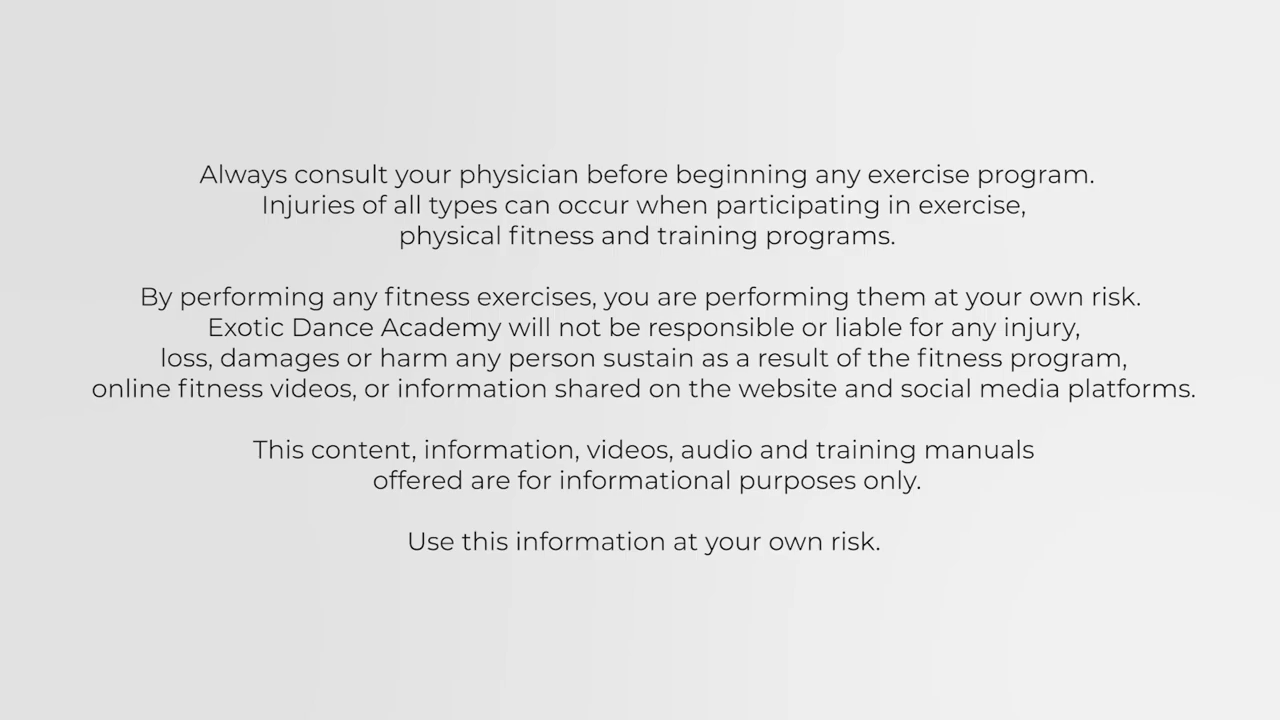 Always consult your physician before beginning any exercise program.
Injuries of all types can occur when participating in exercise,
physical fitness and training programs.
By performing any fitness exercises, you are performing them at your own risk.
Exotic Dance Academy will not be responsible or liable for any injury,
loss, damages or harm any person sustain as a result of the fitness program,
online fitness videos, or information shared on the website and social media platforms.
This content, information, videos, audio and training manuals
offered are for informational purposes only.
Use this information at your own risk.